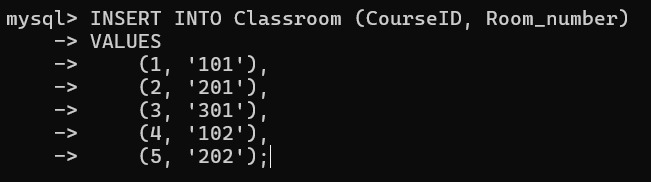 mysql> INSERT INTO Classroom (CourseID, Room_number)
    -> VALUES
    ->     (1, '101'),
    ->     (2, '201'),
    ->     (3, '301'),
    ->     (4, '102'),
    ->     (5, '202');